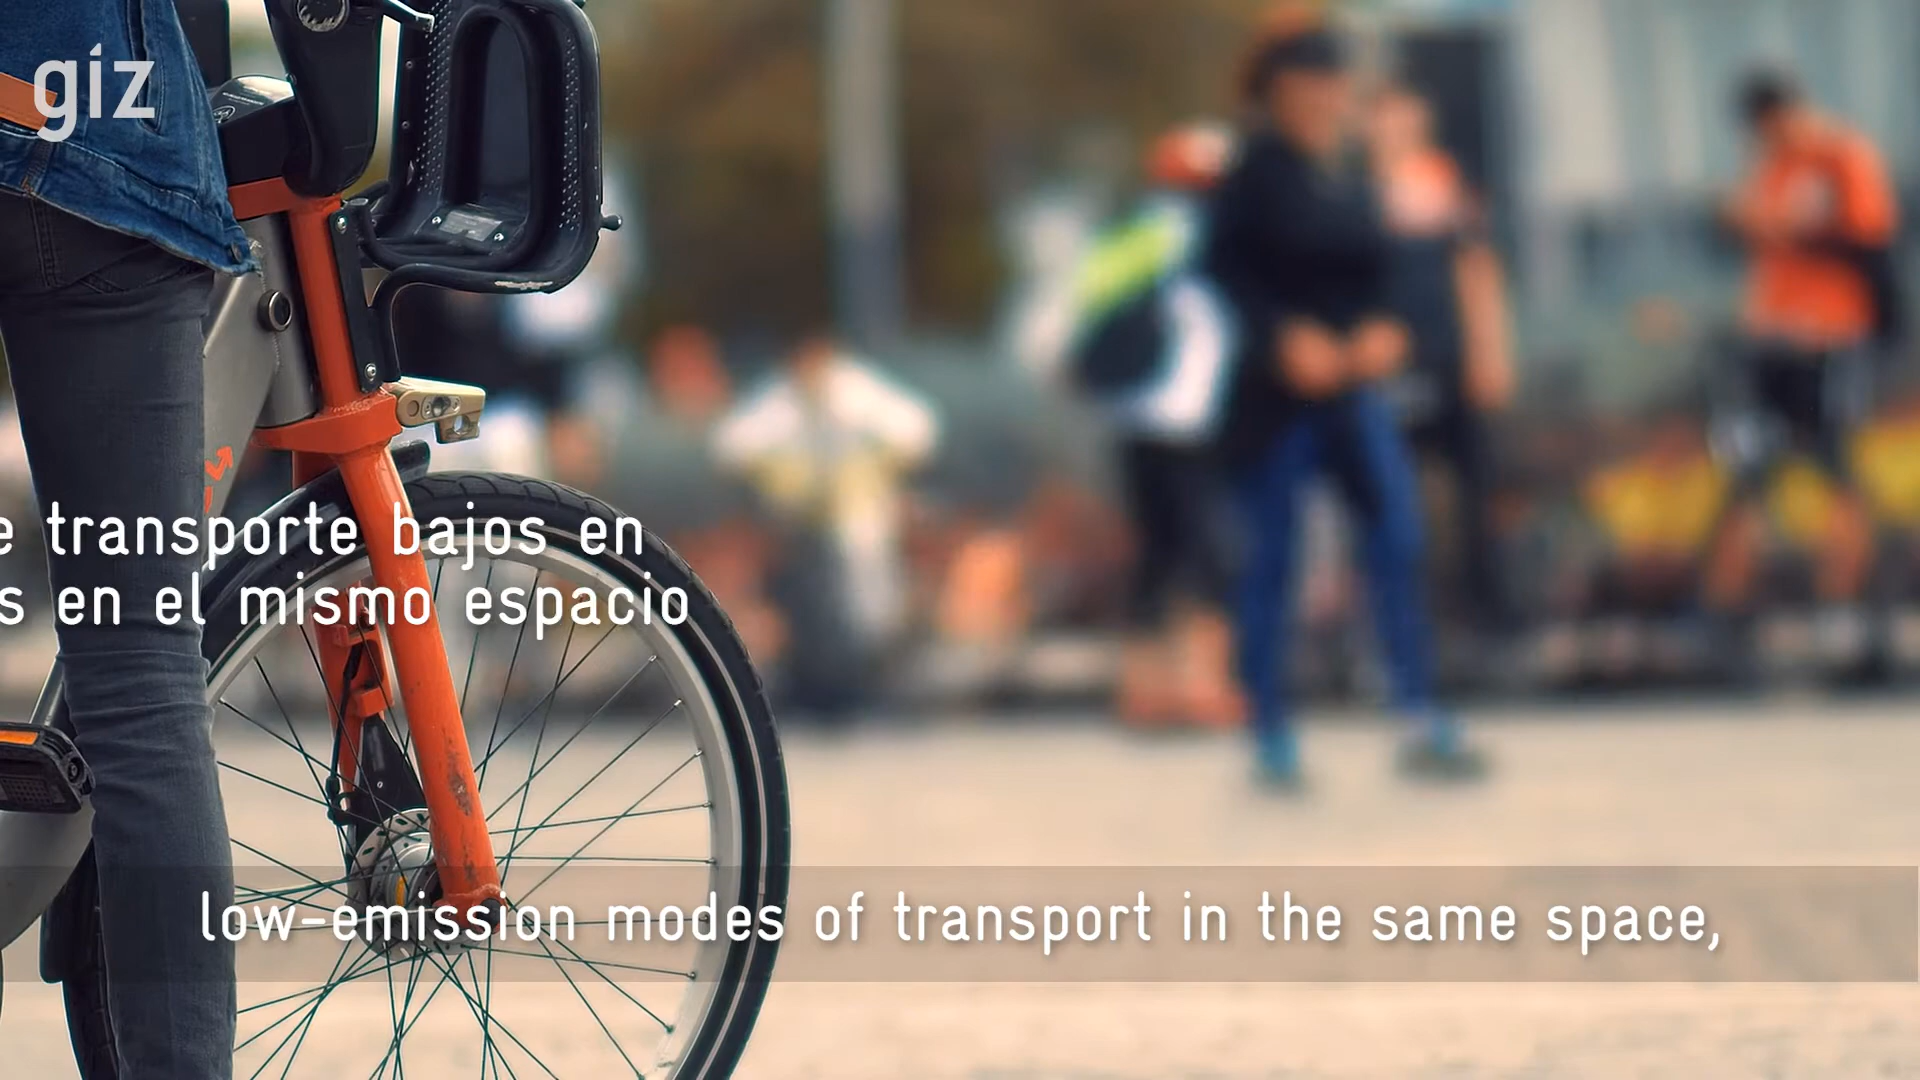 giz
transporte bajos en
en el mismo espacio
low-emission modes of transport in the same space,